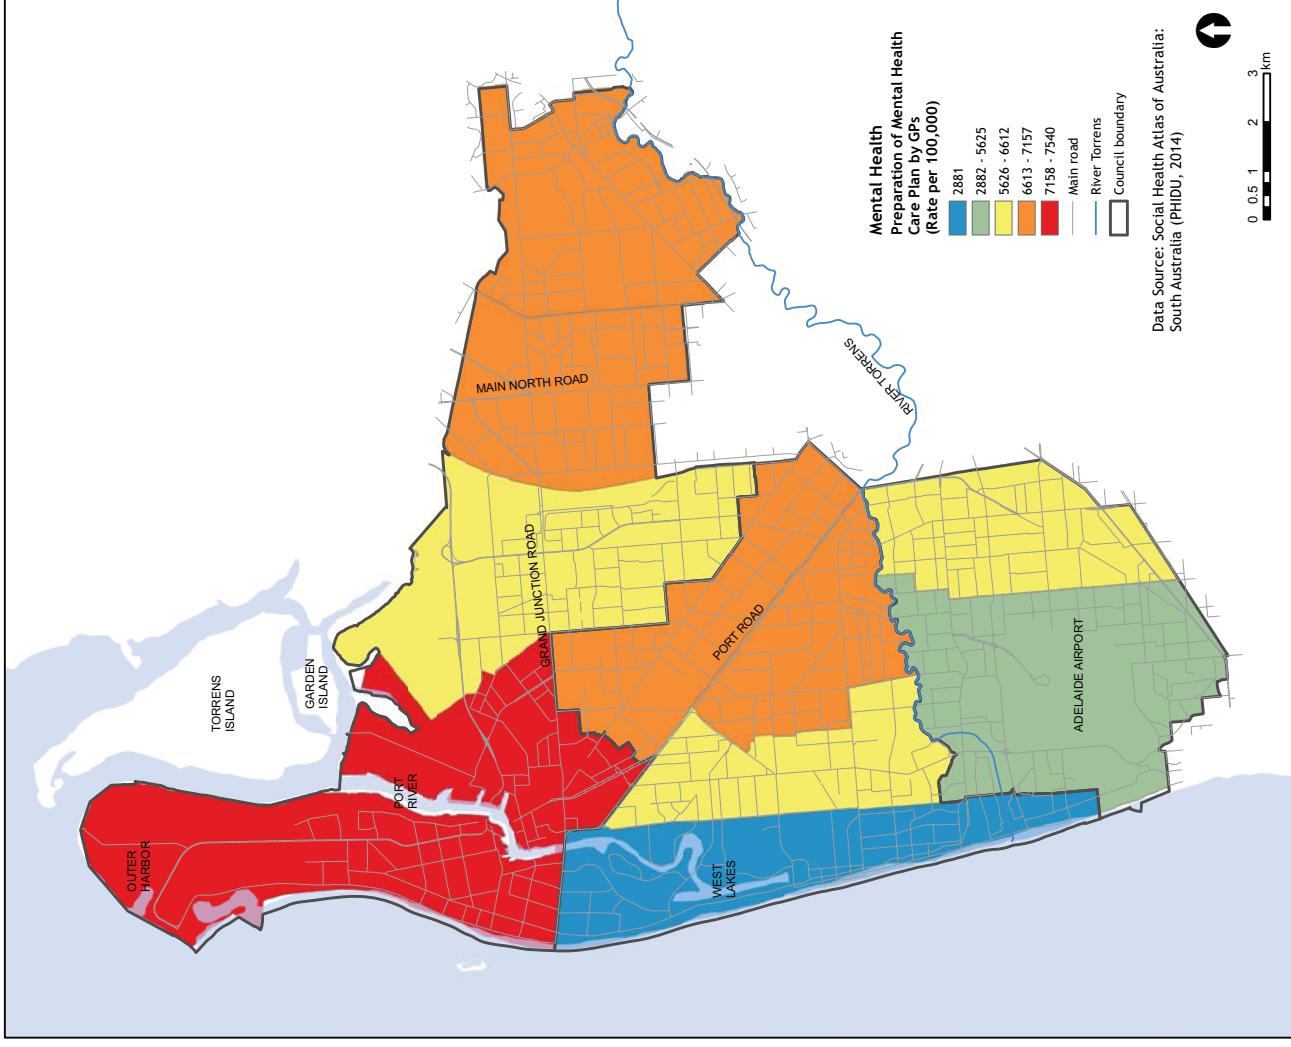 OUTER
HARBOR
TORRENS
ISLAND
GARDEN
ISLAND
PORT
RIVER
MAIN NORTH ROAD
GRAND JUNCTION ROAD
PORT ROAD
RIVER TORRENS
WEST
LAKES
ADELAIDE AIRPORT
Mental Health
Preparation of Mental Health
Care Plan by GPs
(Rate per 100,000)
2881
2882 - 5625
5626 - 6612
6613 - 7157
7158 - 7540
Main road
River Torrens
Council boundary
Data Source: Social Health Atlas of Australia:
South Australia (PHIDU, 2014)
0 0.5 1 2 3
km